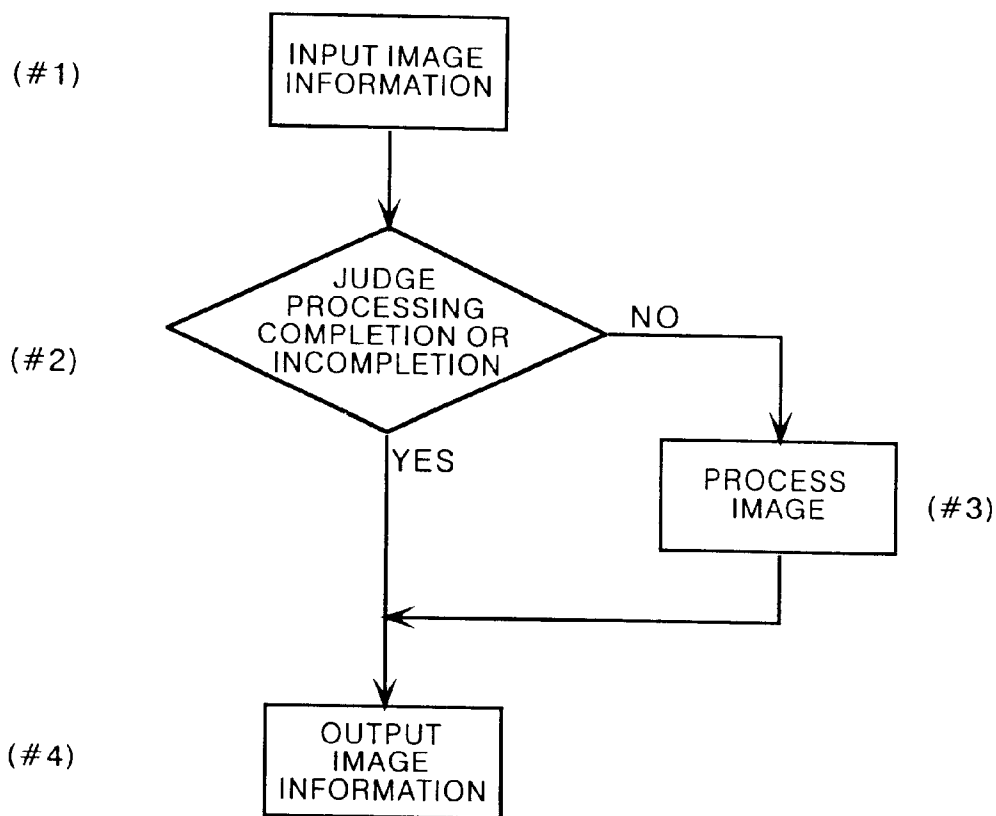 (#1)
INPUT IMAGE
INFORMATION
JUDGE
PROCESSING
COMPLETION OR
INCOMPLETION
NO
(#2)
YES
PROCESS
IMAGE
(#3)
OUTPUT
IMAGE
INFORMATION
(#4)